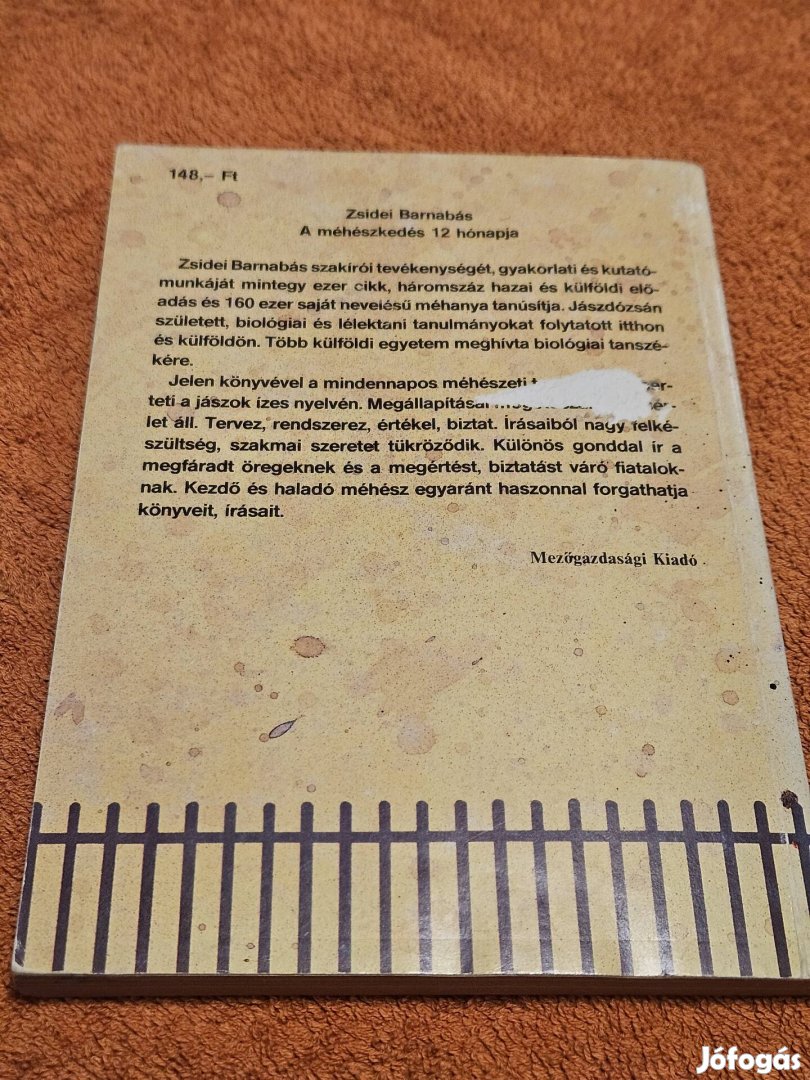 148,– Ft
Zsidei Barnabás
A méhészkedés 12 hónapja
Zsidei Barnabás szakírói tevékenységét, gyakorlati és kutató-
munkáját mintegy ezer cikk, háromszáz hazai és külföldi elő-
adás és 160 ezer saját nevelésű méhanya tanúsítja. Jászdózsán
született, biológiai és lélektani tanulmányokat folytatott itthon
és külföldön. Több külföldi egyetem meghívta biológiai tanszé-
kére.
Jelen könyvével a mindennapos méhészeti
teti a jászok ízes nyelvén. Megállapításai
let áll. Tervez, rendszerez, értékel, biztat. Írásaiból nagy felké-
szültség, szakmai szeretet tükröződik. Különös gonddal ír a
megfáradt öregeknek és a megértést, biztatást váró fiatalok-
nak. Kezdő és haladó méhész egyaránt haszonnal forgathatja
könyveit, írásait.
Mezőgazdasági Kiadó
Jófogás